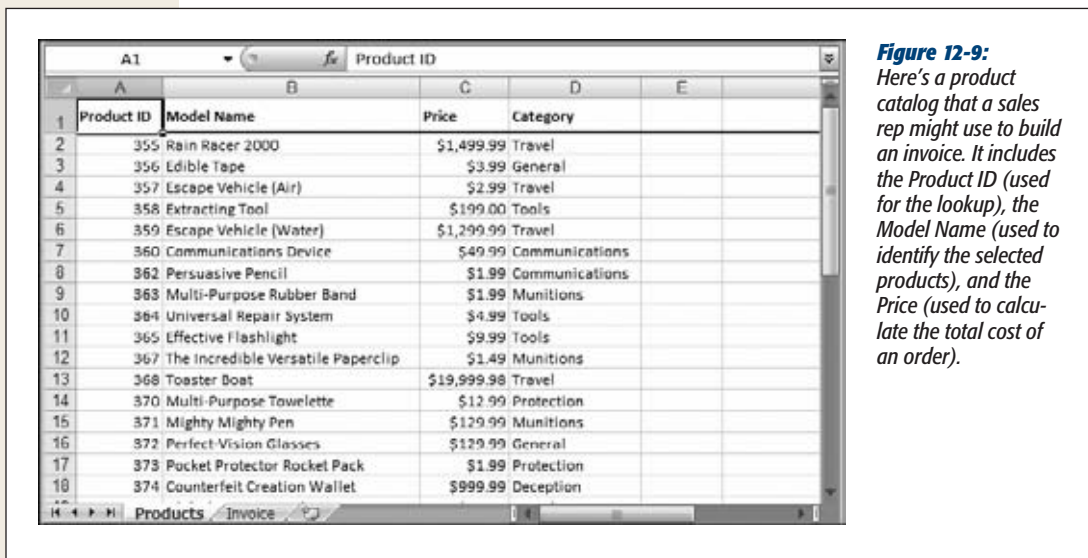 A1 fx Product ID
A B C D E
1 Product ID Model Name Price Category
2 355 Rain Racer 2000 $1,499.99 Travel
3 356 Edible Tape $3.99 General
4 357 Escape Vehicle (Air) $2.99 Travel
5 358 Extracting Tool $199.00 Tools
6 359 Escape Vehicle (Water) $1,299.99 Travel
7 360 Communications Device $49.99 Communications
8 362 Persuasive Pencil $1.99 Communications
9 363 Multi-Purpose Rubber Band $1.99 Munitions
10 364 Universal Repair System $4.99 Tools
11 365 Effective Flashlight $9.99 Tools
12 367 The Incredible Versatile Paperclip $1.49 Munitions
13 368 Toaster Boat $19,999.98 Travel
14 370 Multi-Purpose Towelette $12.99 Protection
15 371 Mighty Mighty Pen $129.99 Munitions
16 372 Perfect-Vision Glasses $129.99 General
17 373 Pocket Protector Rocket Pack $1.99 Protection
18 374 Counterfeit Creation Wallet $999.99 Deception
Products Invoice
Figure 12-9:
Here's a product
catalog that a sales
rep might use to build
an invoice. It includes
the Product ID (used
for the lookup), the
Model Name (used to
identify the selected
products), and the
Price (used to calcu-
late the total cost of
an order).